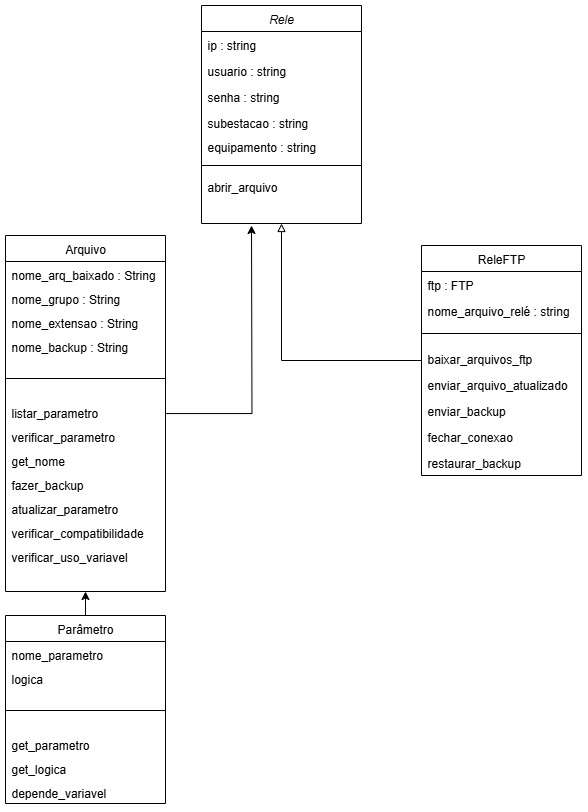 Rele
ip : string
usuario : string
senha : string
subestacao : string
equipamento : string
abrir_arquivo
Arquivo
nome_arq_baixado : String
nome_grupo : String
nome_extensao : String
nome_backup : String
listar_parametro
verificar_parametro
get_nome
fazer_backup
atualizar_parametro
verificar_compatibilidade
verificar_uso_variavel
ReleFTP
ftp : FTP
nome_arquivo_relé : string
baixar_arquivos_ftp
enviar_arquivo_atualizado
enviar_backup
fechar_conexao
restaurar_backup
Parâmetro
nome_parametro
logica
get_parametro
get_logica
depende_variavel